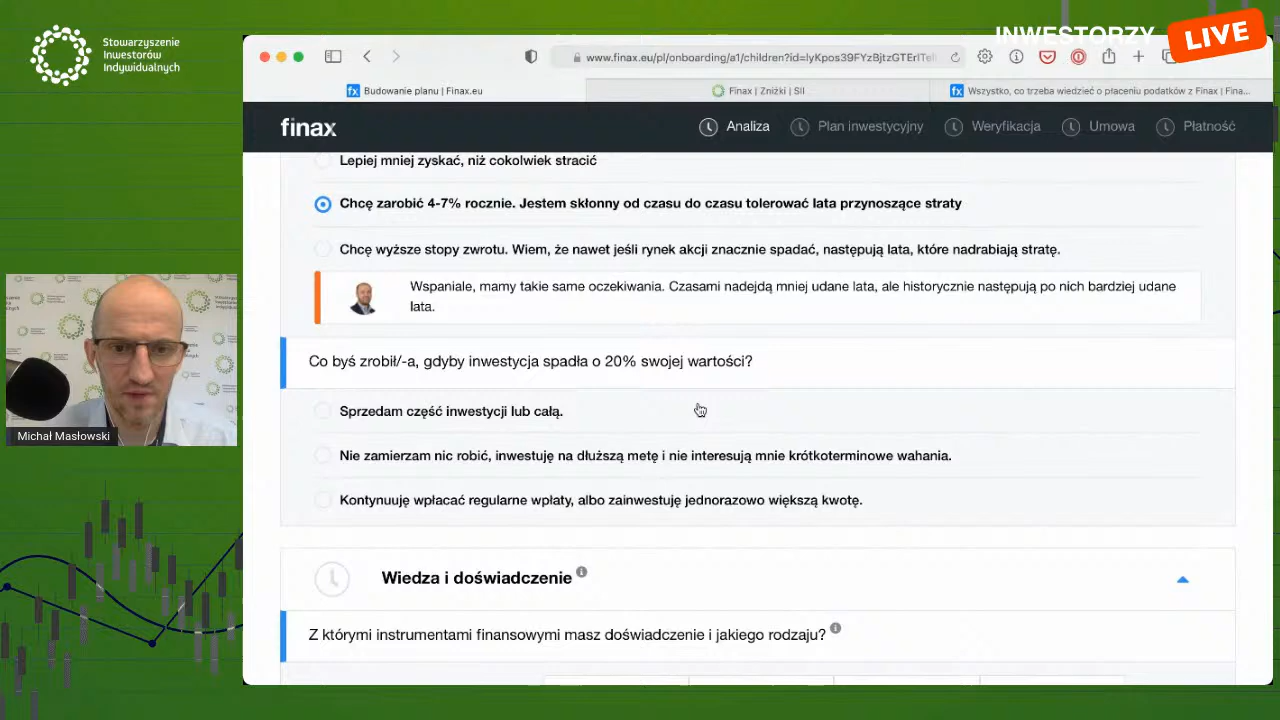 Stowarzyszenie
Inwestorów
Indywidualnych
INWESTORZY LIVE
www.finax.eu/pl/onboarding/a1/children?id=lyKpos39FYzBjtzGTErITe
Budowanie planu | Finax.eu
Finax | Zniżki | SII
Wszystko, co trzeba wiedzieć o płaceniu podatków z Finax | Fina...
finax
Analiza
Plan inwestycyjny
Weryfikacja
Umowa
Płatność
Lepiej mniej zyskać, niż cokolwiek stracić
Chcę zarobić 4-7% rocznie. Jestem skłonny od czasu do czasu tolerować lata przynoszące straty
Chcę wyższe stopy zwrotu. Wiem, że nawet jeśli rynek akcji znacznie spadać, następują lata, które nadrabiają stratę.
Wspaniale, mamy takie same oczekiwania. Czasami nadejdą mniej udane lata, ale historycznie następują po nich bardziej udane
lata.
Co byś zrobił/-a, gdyby inwestycja spadła o 20% swojej wartości?
Sprzedam część inwestycji lub całą.
Nie zamierzam nic robić, inwestuję na dłuższą metę i nie interesują mnie krótkoterminowe wahania.
Kontynuuję wpłacać regularne wpłaty, albo zainwestuję jednorazowo większą kwotę.
Wiedza i doświadczenie
Z którymi instrumentami finansowymi masz doświadczenie i jakiego rodzaju?
Michał Masłowski